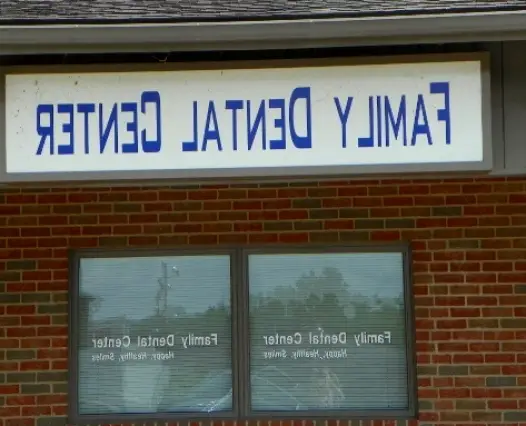 FAMILY DENTAL CENTER
Family Dental Center
Happy, Healthy, Smiles
Family Dental Center
Happy, Healthy, Smiles